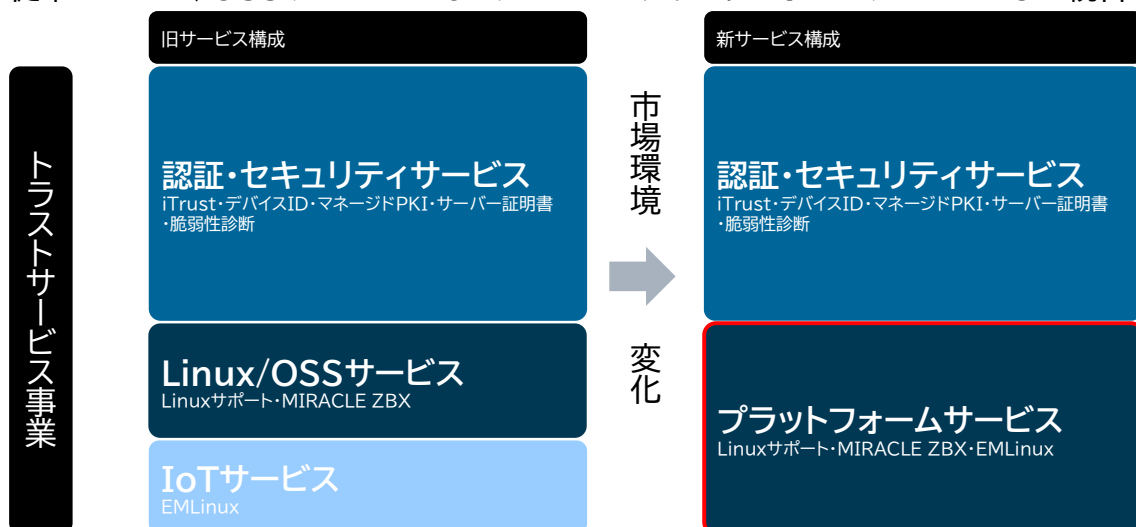 旧サービス構成
新サービス構成
トラストサービス事業
認証・セキュリティサービス
iTrust・デバイスID・マネージドPKI・サーバー証明書
・脆弱性診断
Linux/OSSサービス
Linuxサポート・MIRACLE ZBX
IoTサービス
EMLinux
市場環境
変化
認証・セキュリティサービス
iTrust・デバイスID・マネージドPKI・サーバー証明書
・脆弱性診断
プラットフォームサービス
Linuxサポート・MIRACLE ZBX・EMLinux